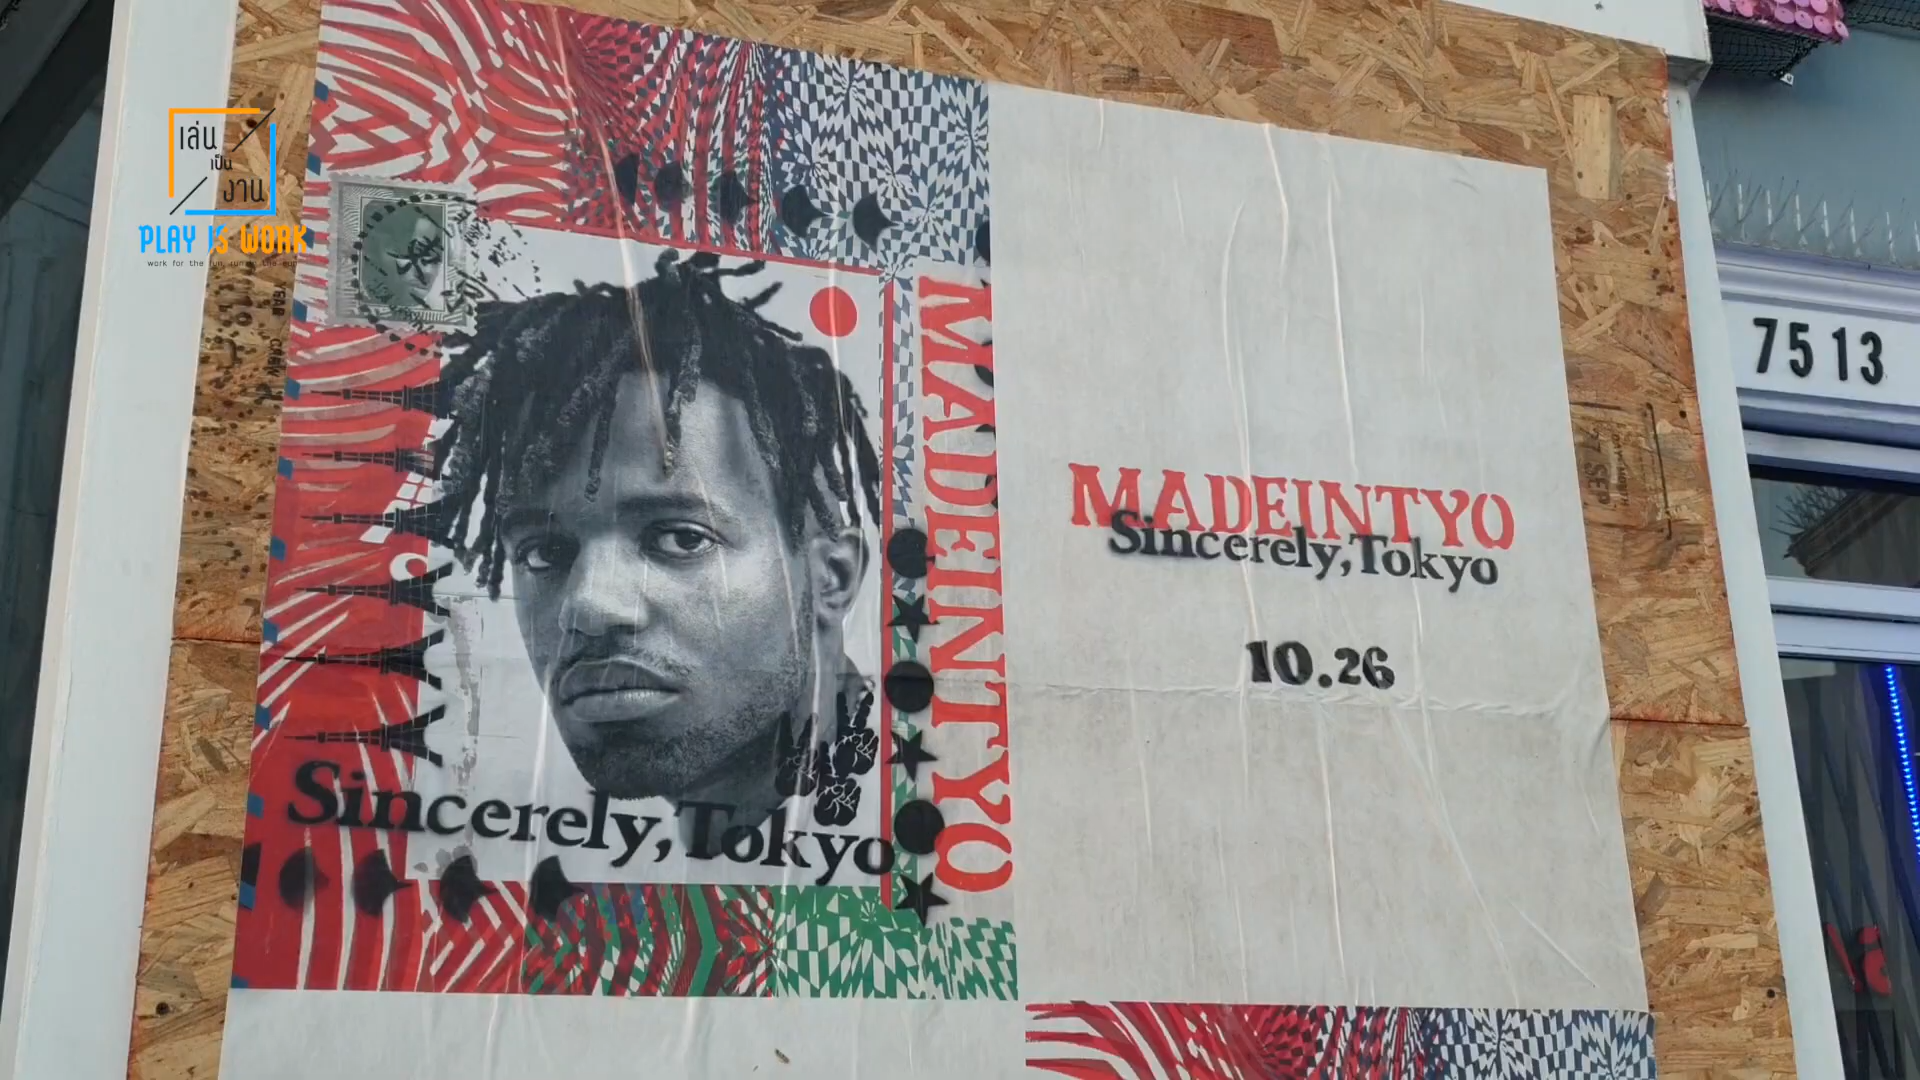 เล่น
เป็น
งาน
PLAY IS WORK
MADEINTYO
Sincerely, Tokyo
MADEINTYO
Sincerely, Tokyo
10.26
7513